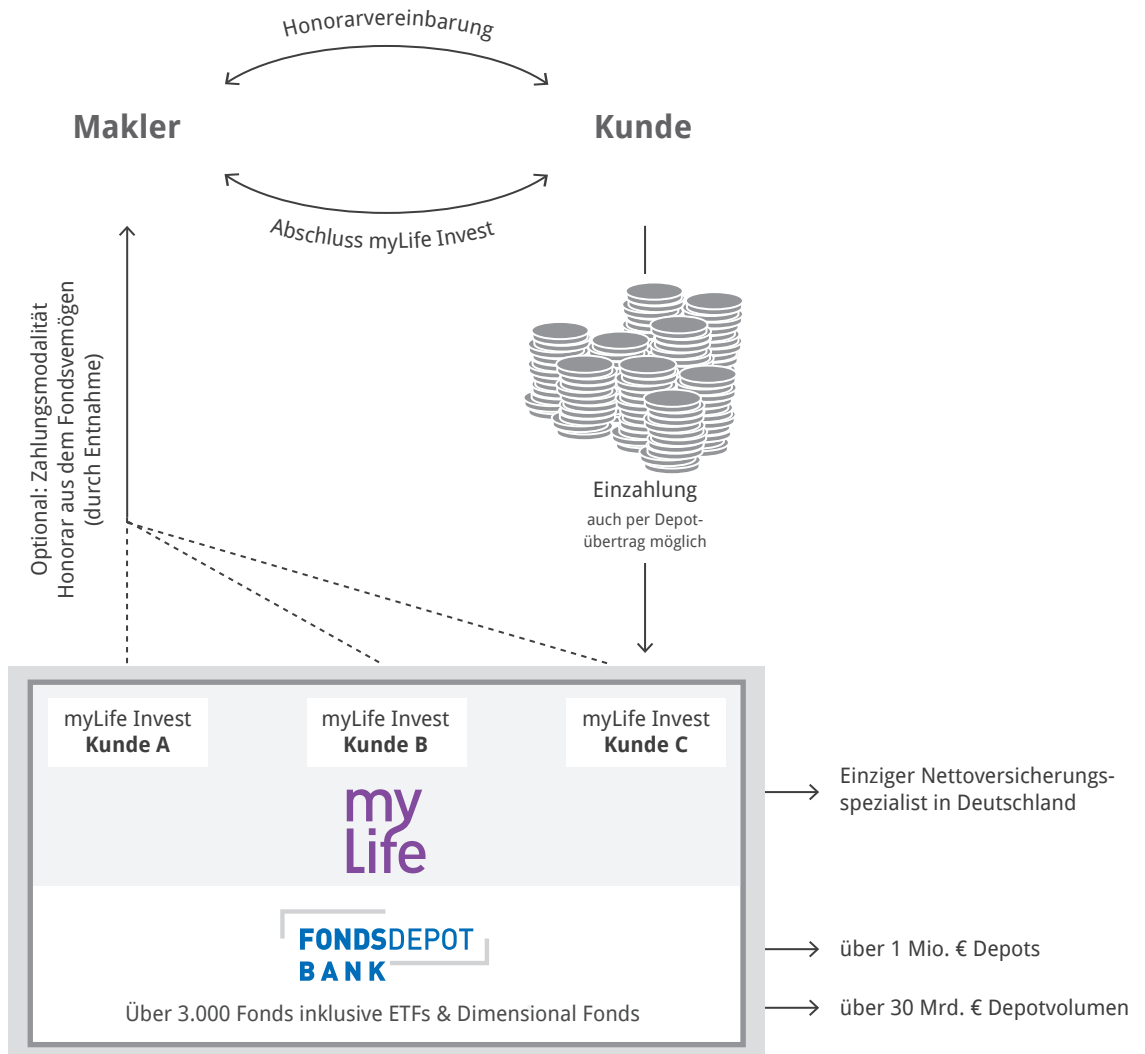 Honorarvereinbarung
Makler
Kunde
Abschluss myLife Invest
Optional: Zahlungsmodalität
Honorar aus dem Fondsvemögen
(durch Entnahme)
Einzahlung
auch per Depot-
übertrag möglich
myLife Invest
Kunde A
myLife Invest
Kunde B
myLife Invest
Kunde C
my
Life
Einziger Nettoversicherungs-
spezialist in Deutschland
FONDSDEPOT
BANK
über 1 Mio. € Depots
Über 3.000 Fonds inklusive ETFs & Dimensional Fonds
über 30 Mrd. € Depotvolumen